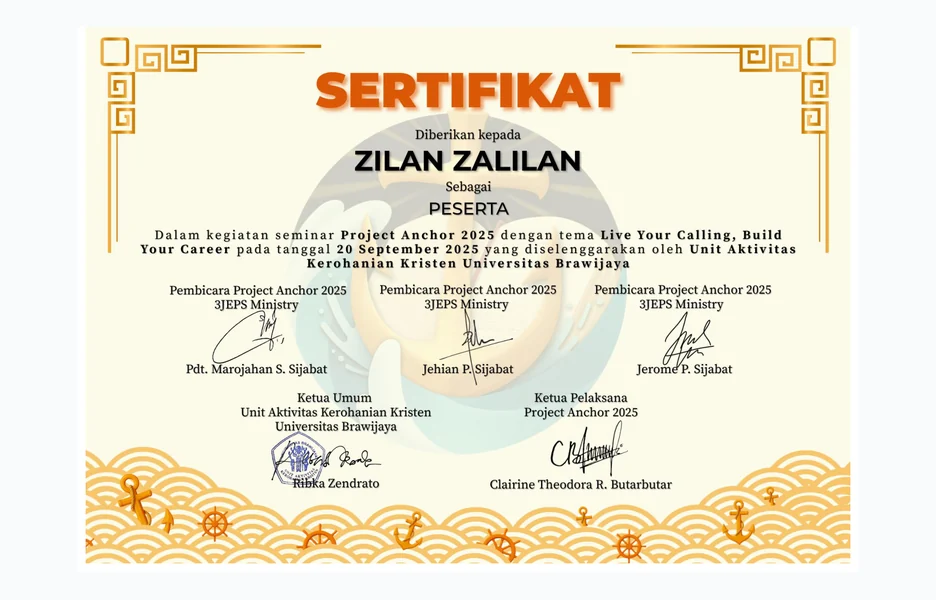 SERTIFIKAT
Diberikan kepada
ZILAN ZALILAN
Sebagai
PESERTA
Dalam kegiatan seminar Project Anchor 2025 dengan tema Live Your Calling, Build
Your Career pada tanggal 20 September 2025 yang diselenggarakan oleh Unit Aktivitas
Kerohanian Kristen Universitas Brawijaya
Pembicara Project Anchor 2025
3JEPS Ministry
Pdt. Marojahan S. Sijabat
Pembicara Project Anchor 2025
3JEPS Ministry
Jehian P. Sijabat
Pembicara Project Anchor 2025
3JEPS Ministry
Jerome P. Sijabat
Ketua Umum
Unit Aktivitas Kerohanian Kristen
Universitas Brawijaya
Ribka Zendrato
Ketua Pelaksana
Project Anchor 2025
Clairine Theodora R. Butarbutar